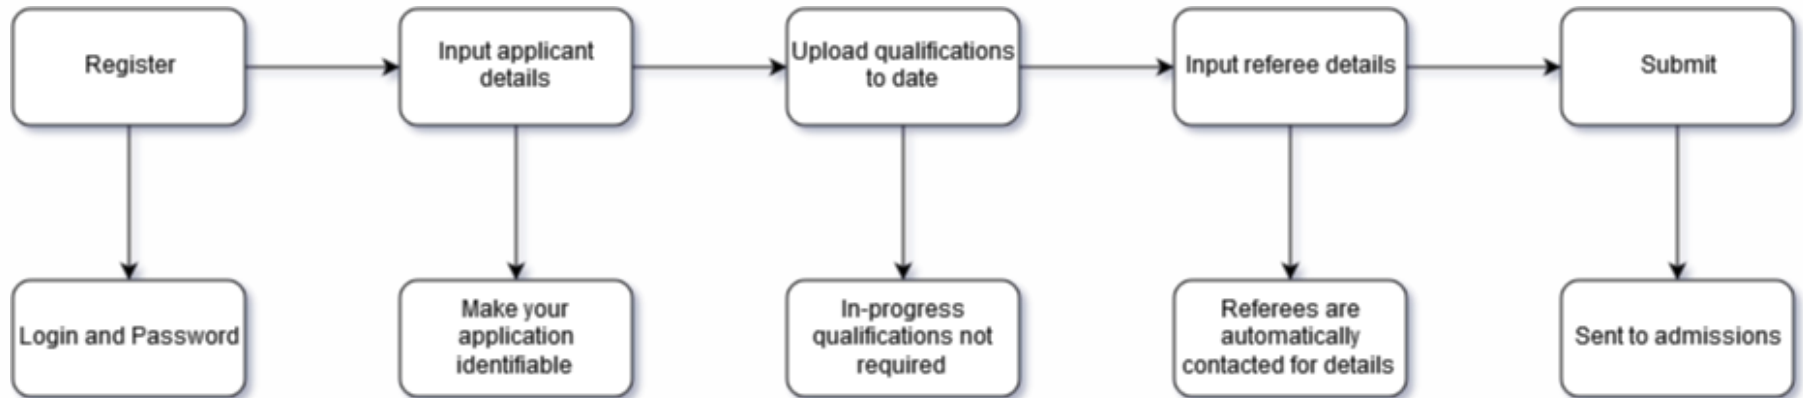 Register
Input applicant
details
Upload qualifications
to date
Input referee details
Submit
Login and Password
Make your
application
identifiable
In-progress
qualifications not
required
Referees are
automatically
contacted for details
Sent to admissions